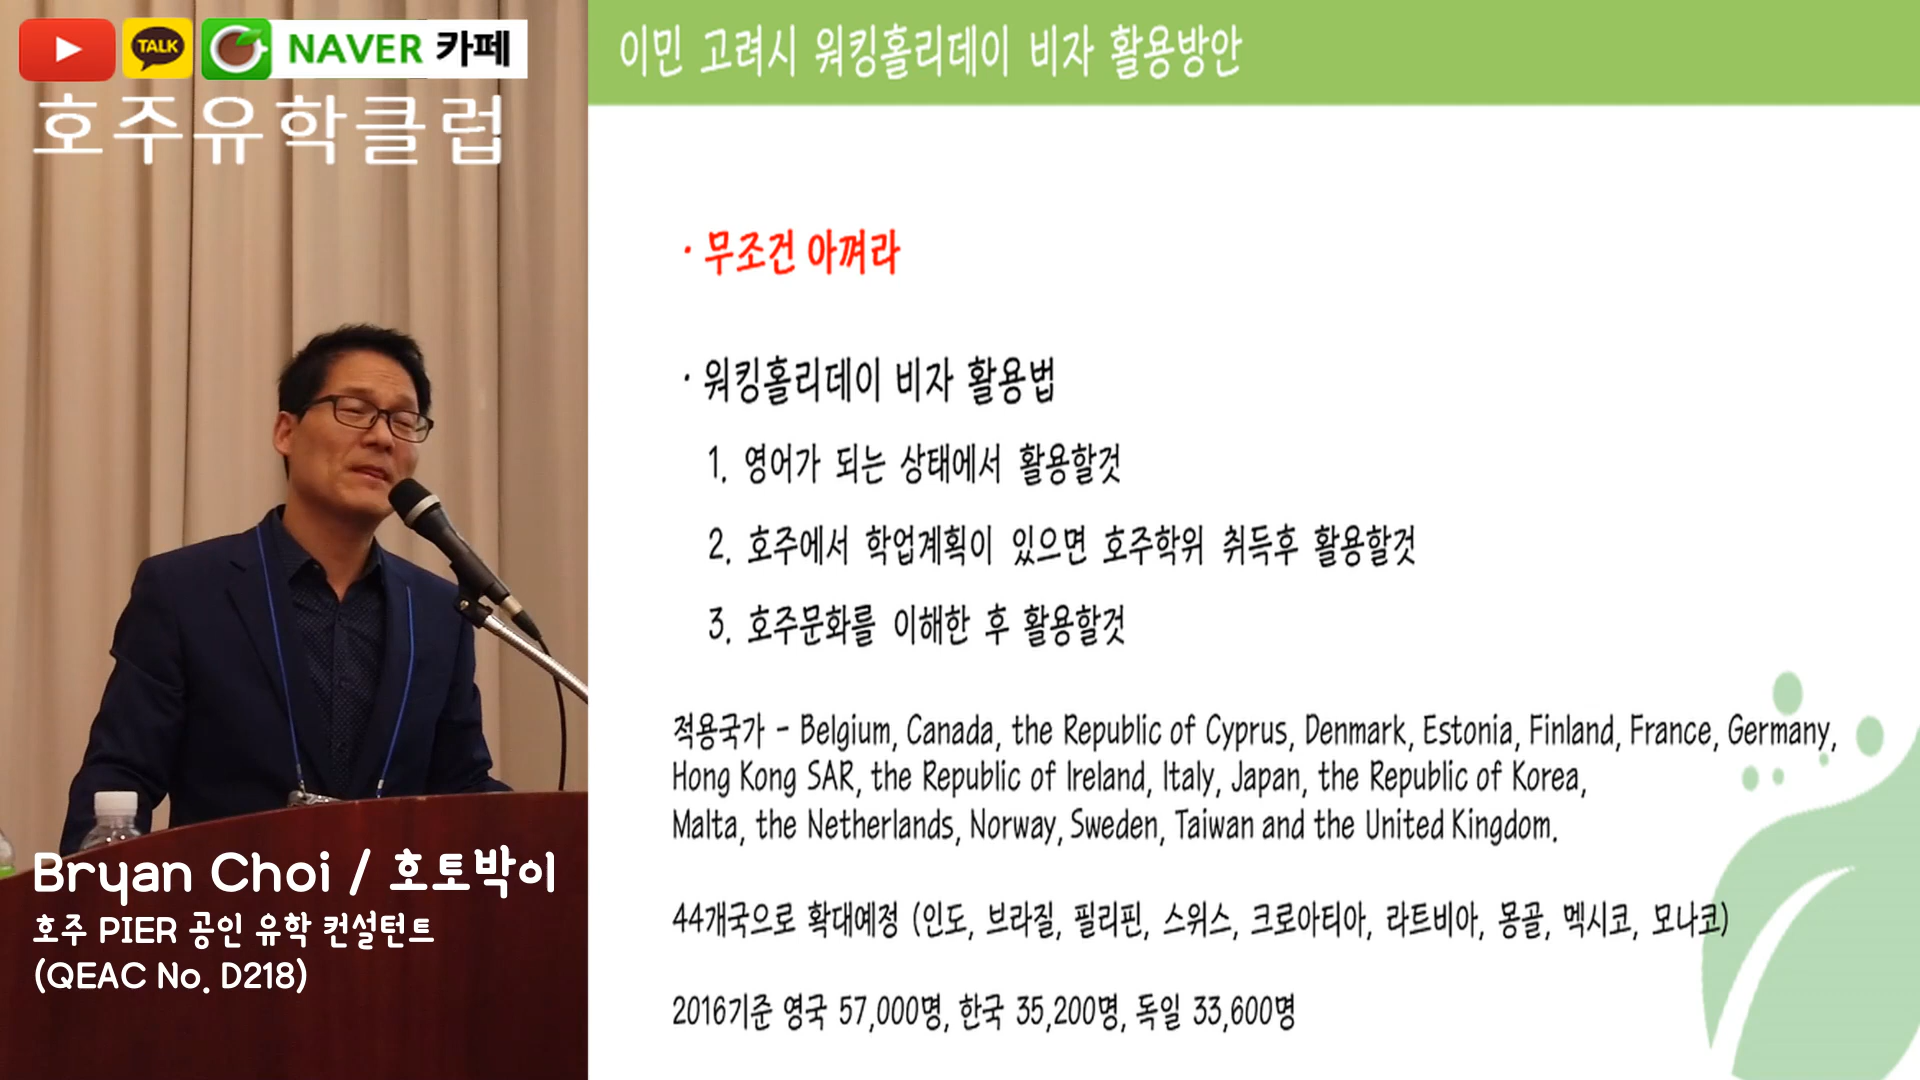 TALK
NAVER 카페
호주유학클럽
이민 고려시 워킹홀리데이 비자 활용방안
· 무조건 아껴라
· 워킹홀리데이 비자 활용법
1. 영어가 되는 상태에서 활용할것
2. 호주에서 학업계획이 있으면 호주학위 취득후 활용할것
3. 호주문화를 이해한 후 활용할것
적용국가 - Belgium, Canada, the Republic of Cyprus, Denmark, Estonia, Finland, France, Germany,
Hong Kong SAR, the Republic of Ireland, Italy, Japan, the Republic of Korea,
Malta, the Netherlands, Norway, Sweden, Taiwan and the United Kingdom.
44개국으로 확대예정 (인도, 브라질, 필리핀, 스위스, 크로아티아, 라트비아, 몽골, 멕시코, 모나코)
2016기준 영국 57,000명, 한국 35,200명, 독일 33,600명
Bryan Choi / 호토박이
호주 PIER 공인 유학 컨설턴트
(QEAC No. D218)